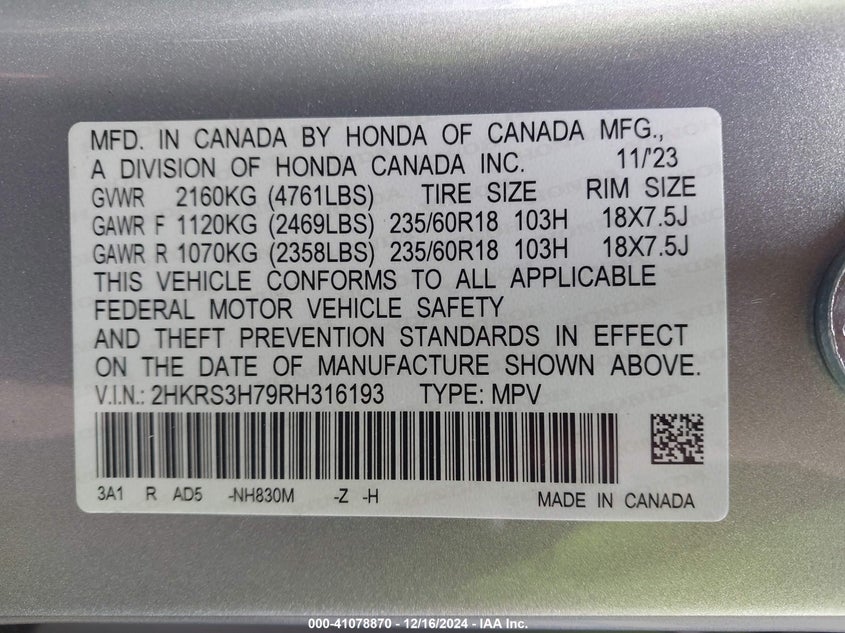 MFD. IN CANADA BY HONDA OF CANADA MFG.,
A DIVISION OF HONDA CANADA INC. 11/'23
GVWR 2160KG (4761LBS) TIRE SIZE RIM SIZE
GAWR F 1120KG (2469LBS) 235/60R18 103H 18X7.5J
GAWR R 1070KG (2358LBS) 235/60R18 103H 18X7.5J
THIS VEHICLE CONFORMS TO ALL APPLICABLE
FEDERAL MOTOR VEHICLE SAFETY
AND THEFT PREVENTION STANDARDS IN EFFECT
ON THE DATE OF MANUFACTURE SHOWN ABOVE.
V.I.N.: 2HKRS3H79RH316193 TYPE: MPV
3A1 R AD5 -NH830M -Z -H MADE IN CANADA
000-41078870 - 12/16/2024 - IAA Inc.